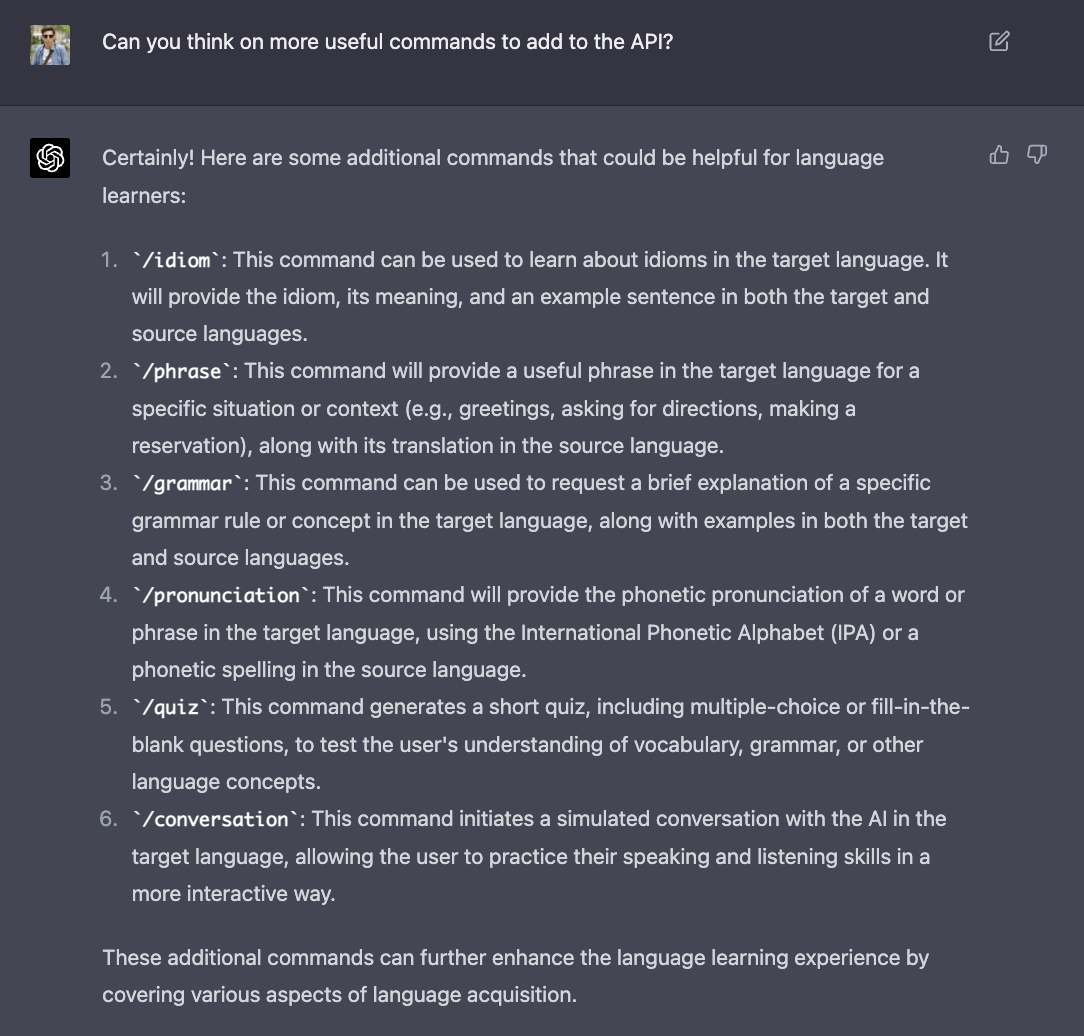 Can you think on more useful commands to add to the API?
Certainly! Here are some additional commands that could be helpful for language
learners:
1. `/idiom`: This command can be used to learn about idioms in the target language. It
will provide the idiom, its meaning, and an example sentence in both the target and
source languages.
2. `/phrase`: This command will provide a useful phrase in the target language for a
specific situation or context (e.g., greetings, asking for directions, making a
reservation), along with its translation in the source language.
3. `/grammar`: This command can be used to request a brief explanation of a specific
grammar rule or concept in the target language, along with examples in both the target
and source languages.
4. `/pronunciation`: This command will provide the phonetic pronunciation of a word or
phrase in the target language, using the International Phonetic Alphabet (IPA) or a
phonetic spelling in the source language.
5. `/quiz`: This command generates a short quiz, including multiple-choice or fill-in-the-
blank questions, to test the user's understanding of vocabulary, grammar, or other
language concepts.
6. `/conversation`: This command initiates a simulated conversation with the AI in the
target language, allowing the user to practice their speaking and listening skills in a
more interactive way.
These additional commands can further enhance the language learning experience by
covering various aspects of language acquisition.